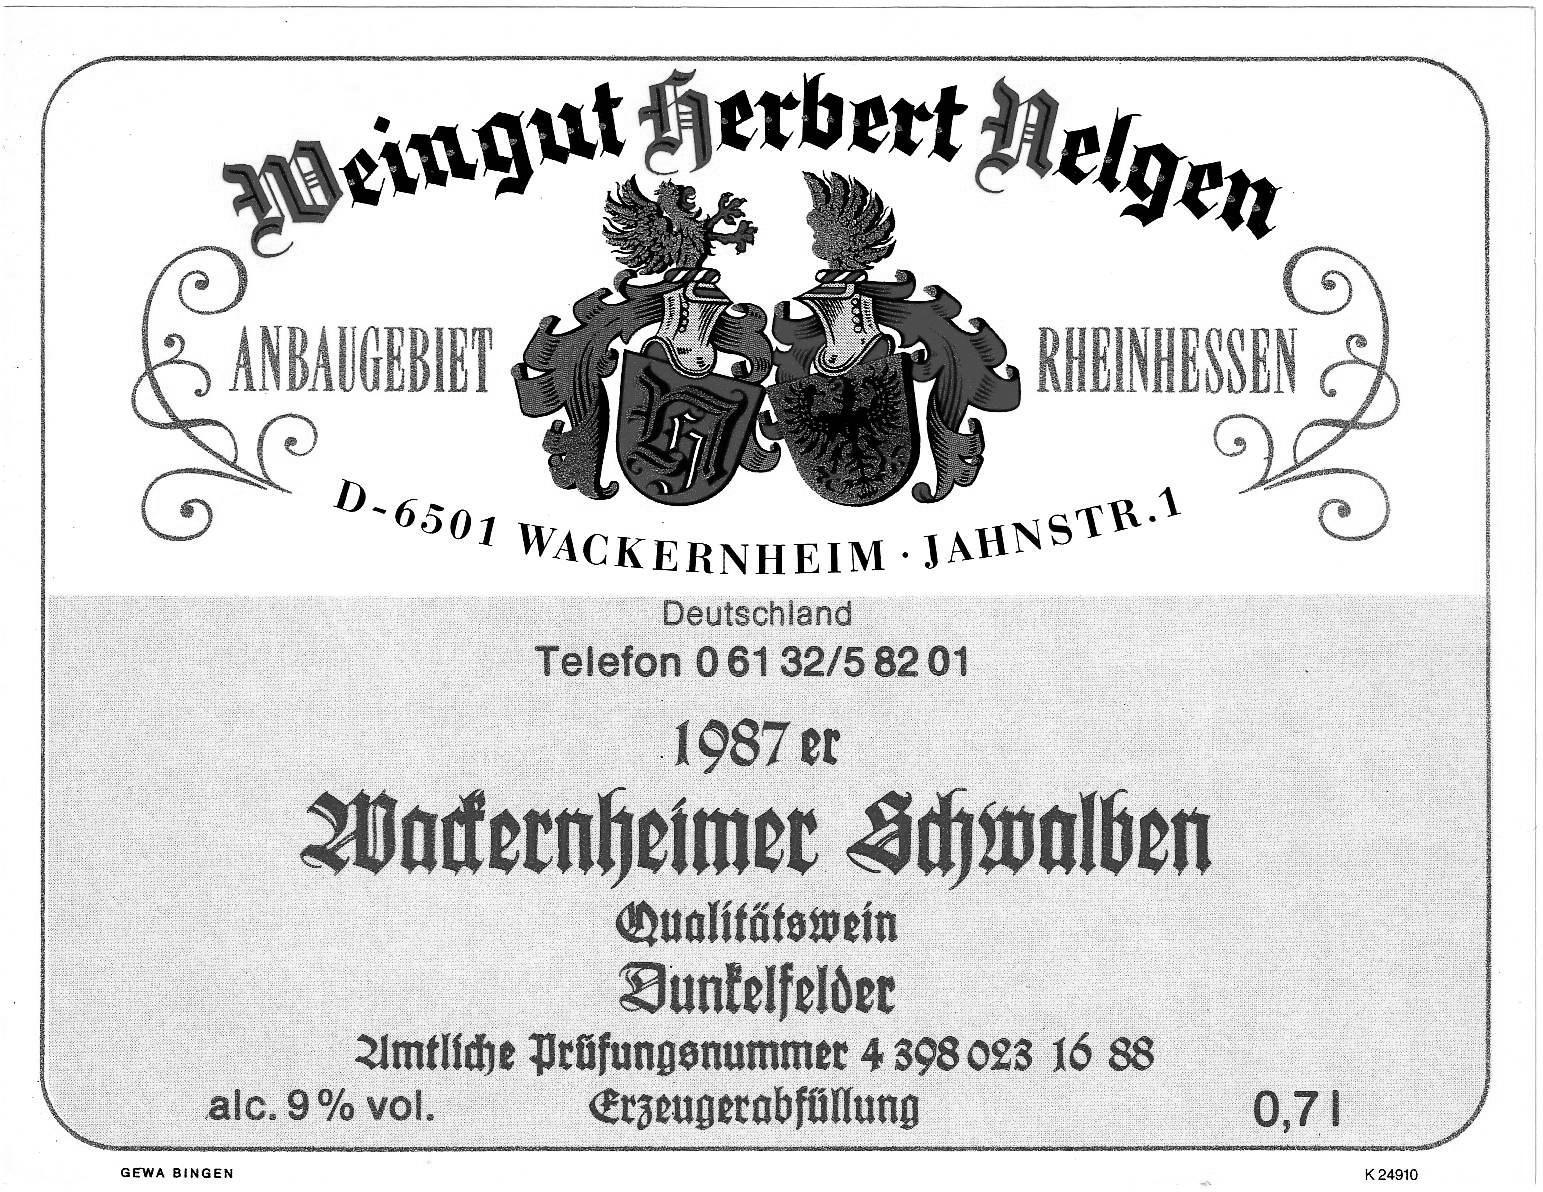 Weingut Herbert Nelgen
ANBAUGEBIET RHEINHESSEN
D-6501 WACKERNHEIM · JAHNSTR. 1
Deutschland
Telefon 0 61 32/5 82 01
1987 er
Wackernheimer Schwalben
Qualitätswein
Dunkelfelder
Amtliche Prüfungsnummer 4 398 023 16 88
alc. 9 % vol. Erzeugerabfüllung 0,7 l
GEWA BINGEN K 24910